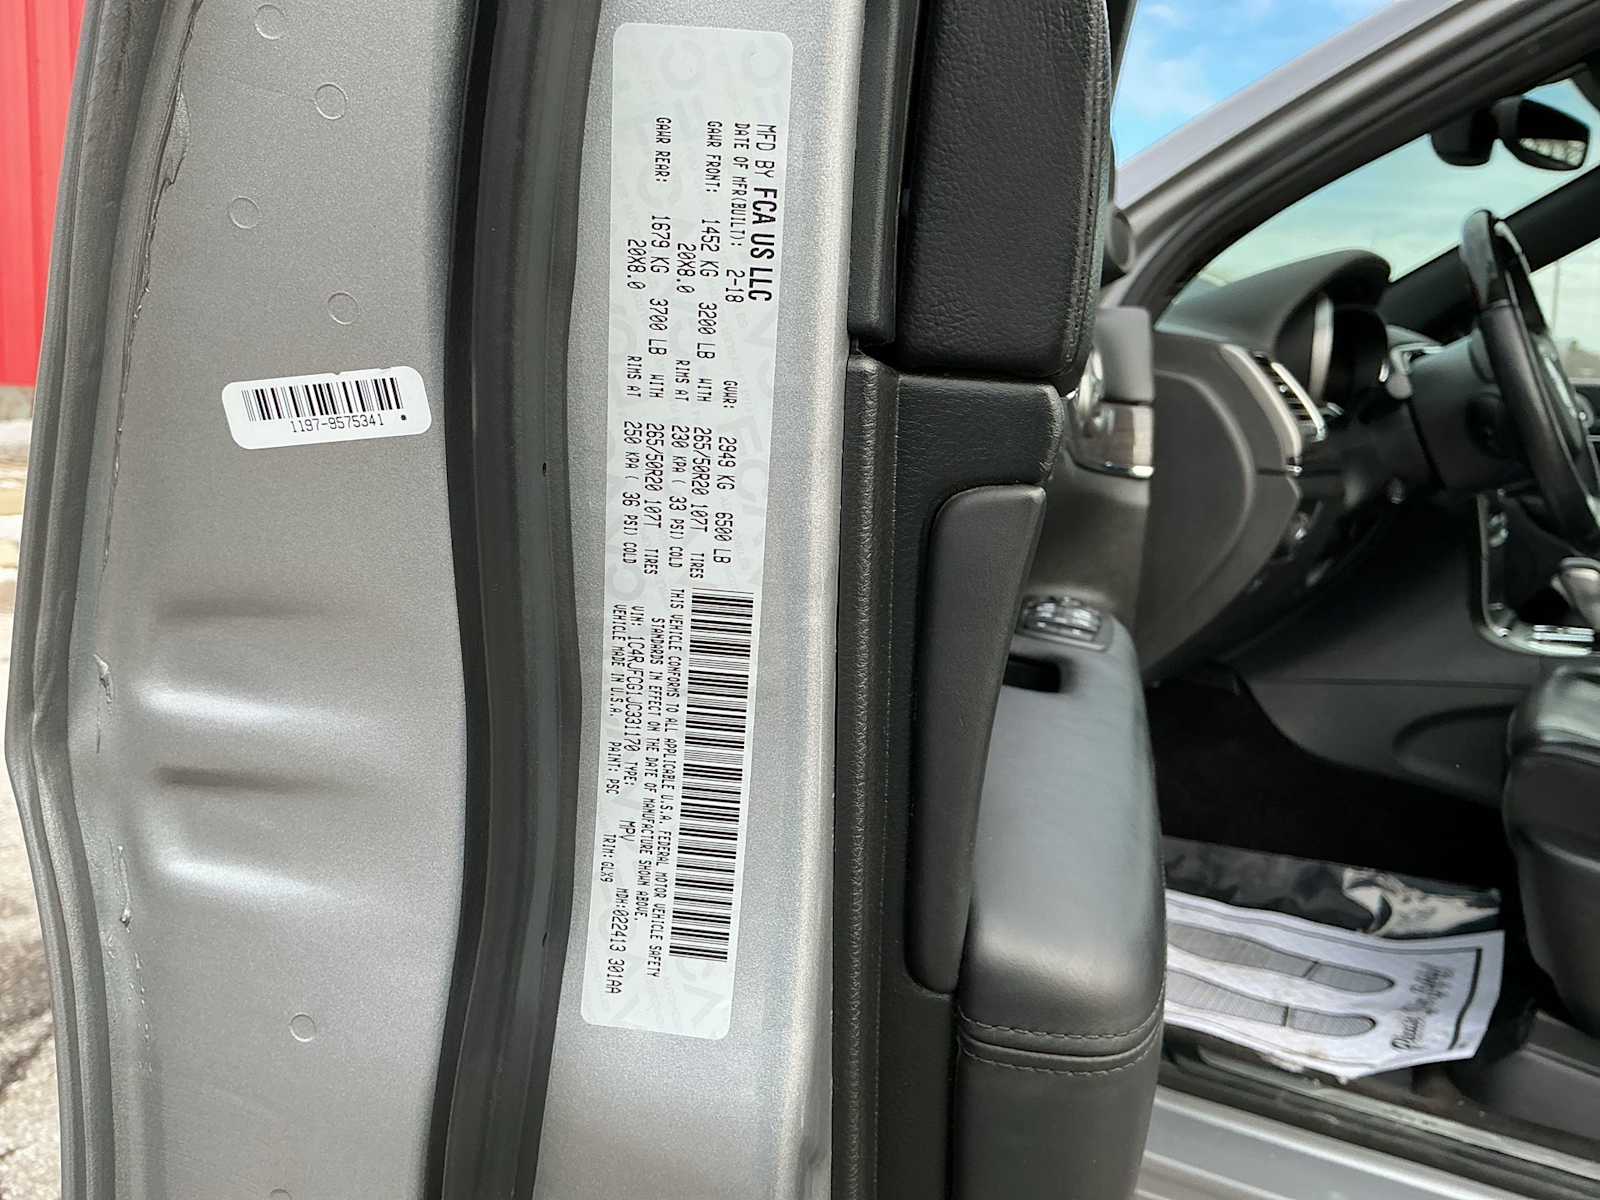 MFD BY FCA US LLC
DATE OF MFR(BUILT): 2-18 GVWR: 2949 KG 6500 LB
GAWR FRONT: 1452 KG 3200 LB WITH 265/50R20 107T TIRES
20X8.0 RIMS AT 230 KPA ( 33 PSI) COLD
GAWR REAR: 1679 KG 3700 LB WITH 265/50R20 107T TIRES
20X8.0 RIMS AT 250 KPA ( 36 PSI) COLD
THIS VEHICLE CONFORMS TO ALL APPLICABLE U.S.A. FEDERAL MOTOR VEHICLE SAFETY
STANDARDS IN EFFECT ON THE DATE OF MANUFACTURE SHOWN ABOVE.
VIN: 1C4RJFCG1JC331170 TYPE: MPV MDH:022413 301AA
VEHICLE MADE IN U.S.A. PAINT: PSC TRIM:GLX9
1197-9575341